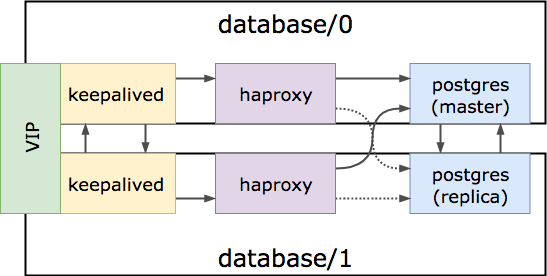 database/0
VIP
keepalived
haproxy
postgres
(master)
keepalived
haproxy
postgres
(replica)
database/1